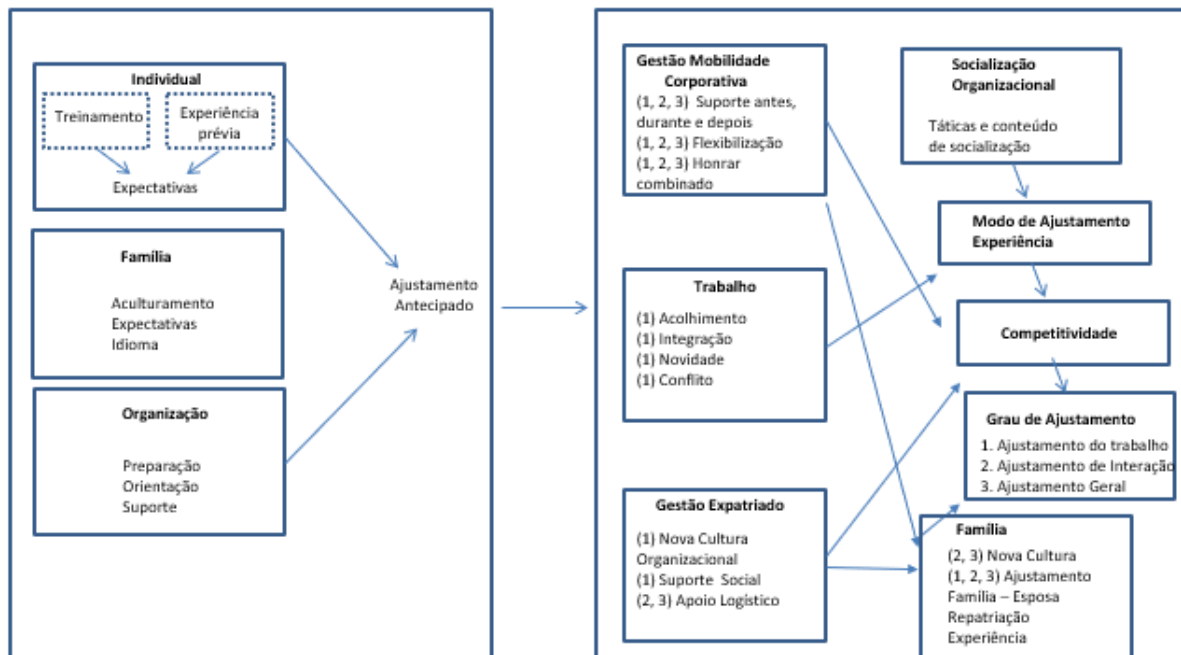 Individual
Treinamento
Experiência
prévia
Expectativas
Família
Aculturamento
Expectativas
Idioma
Organização
Preparação
Orientação
Suporte
Ajustamento
Antecipado
Gestão Mobilidade
Corporativa
(1, 2, 3) Suporte antes,
durante e depois
(1, 2, 3) Flexibilização
(1, 2, 3) Honrar
combinado
Trabalho
(1) Acolhimento
(1) Integração
(1) Novidade
(1) Conflito
Gestão Expatriado
(1) Nova Cultura
Organizacional
(1) Suporte Social
(2, 3) Apoio Logístico
Socialização
Organizacional
Táticas e conteúdo
de socialização
Modo de Ajustamento
Experiência
Competitividade
Grau de Ajustamento
1. Ajustamento do trabalho
2. Ajustamento de Interação
3. Ajustamento Geral
Família
(2, 3) Nova Cultura
(1, 2, 3) Ajustamento
Família – Esposa
Repatriação
Experiência